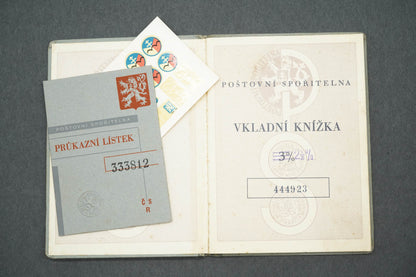 POŠTOVNÍ SPOŘITELNA
PRŮKAZNÍ LÍSTEK
333812
ČS
R
POŠTOVNÍ SPOŘITELNA
VKLADNÍ KNÍŽKA
444923